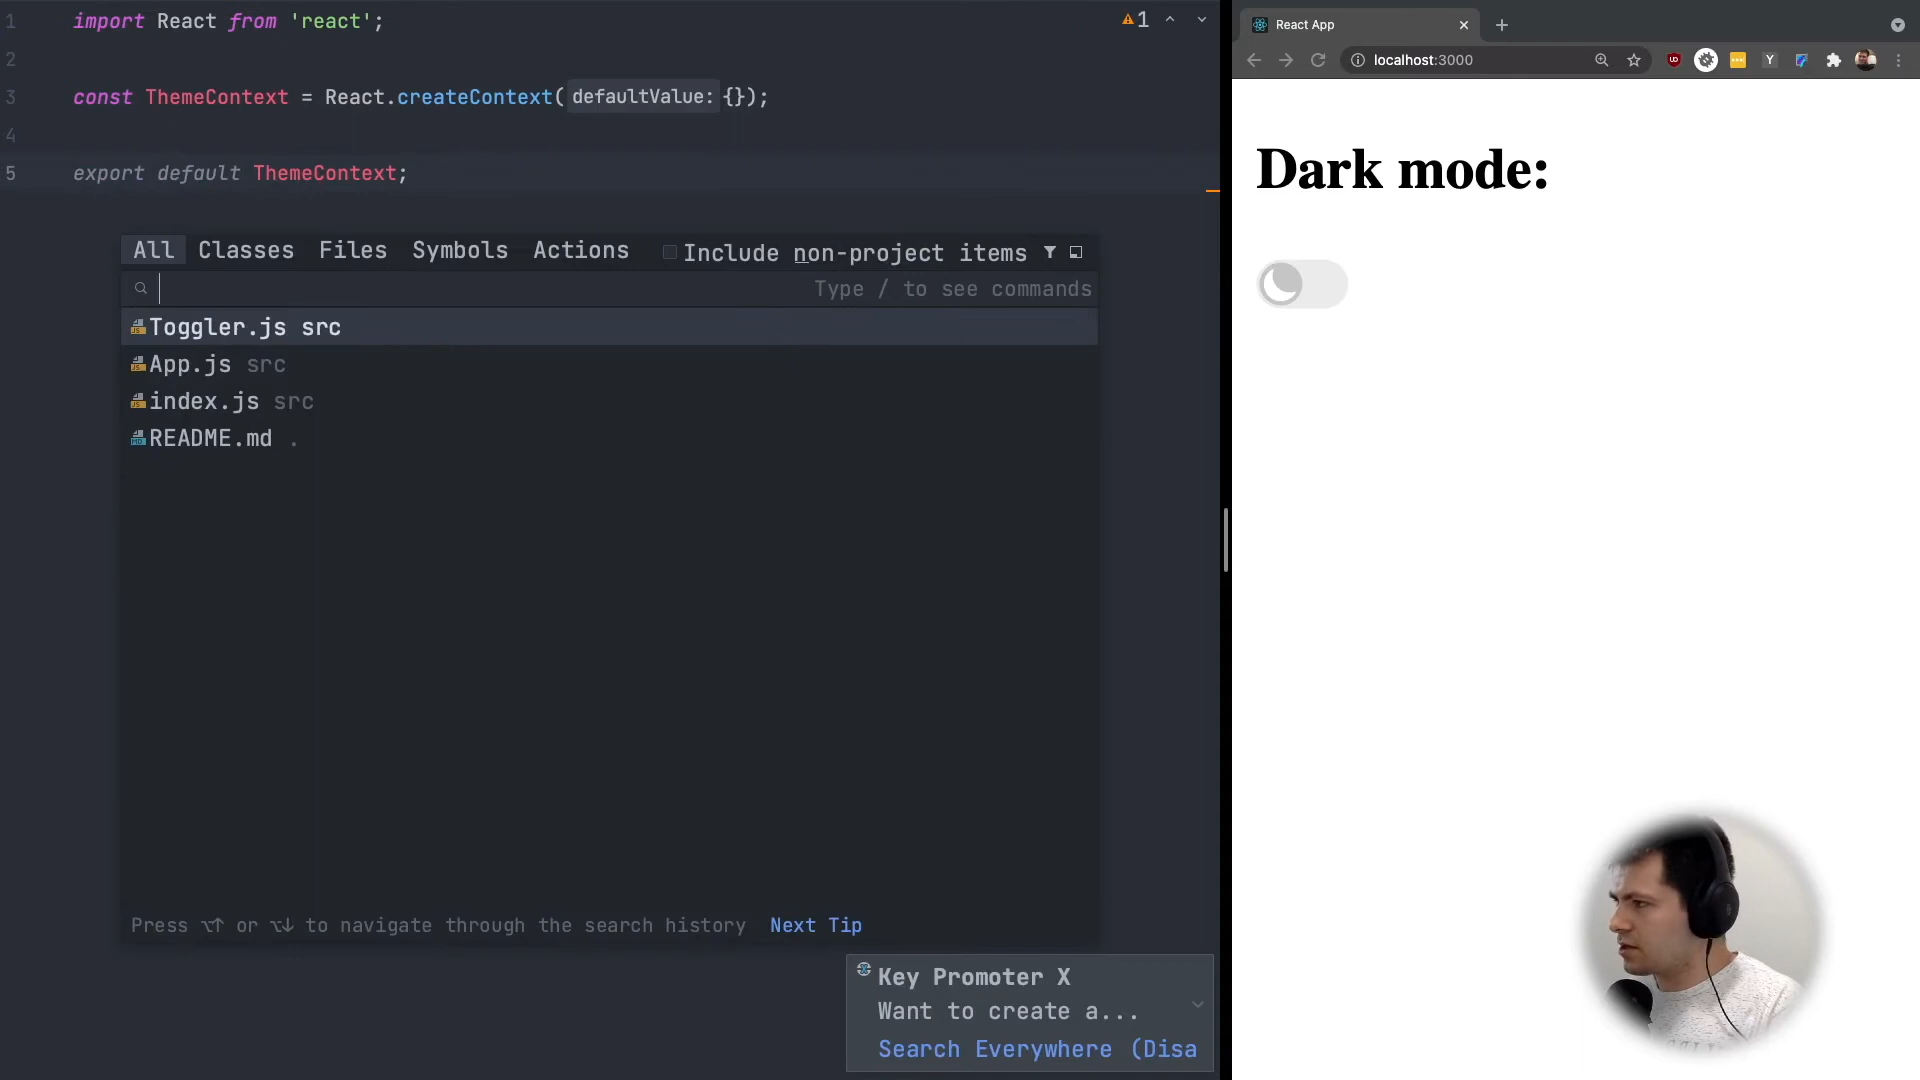 1 import React from 'react';
2
3 const ThemeContext = React.createContext( defaultValue: {});
4
5 export default ThemeContext;
⚠1
All Classes Files Symbols Actions Include non-project items
Type / to see commands
Toggler.js src
App.js src
index.js src
README.md .
Press ⌥↑ or ⌥↓ to navigate through the search history Next Tip
Key Promoter X
Want to create a...
Search Everywhere (Disa
React App
localhost:3000
Dark mode: